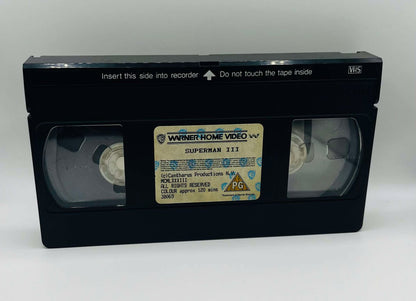 Insert this side into recorder Do not touch the tape inside
VHS
WARNER HOME VIDEO
SUPERMAN III
(c)Cantharus Productions N.V.
MCMLXXXIII
ALL RIGHTS RESERVED
COLOUR approx 120 mins
PG